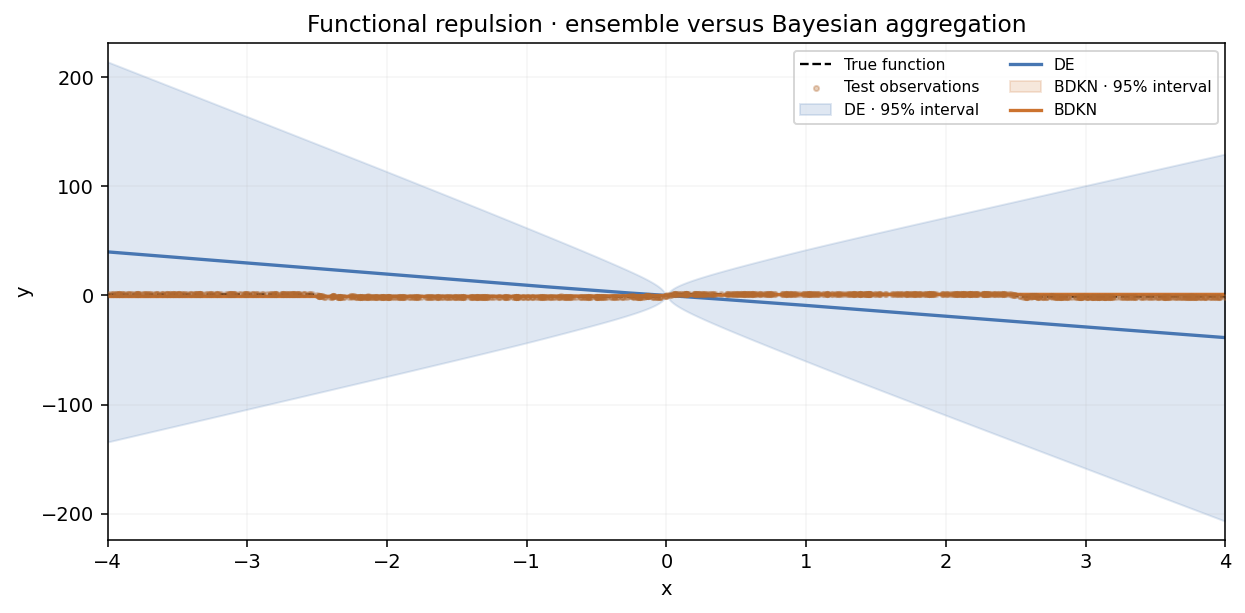 Functional repulsion · ensemble versus Bayesian aggregation
True function
Test observations
DE · 95% interval
DE
BDKN · 95% interval
BDKN
y
200
100
0
−100
−200
−4
−3
−2
−1
0
1
2
3
4
x